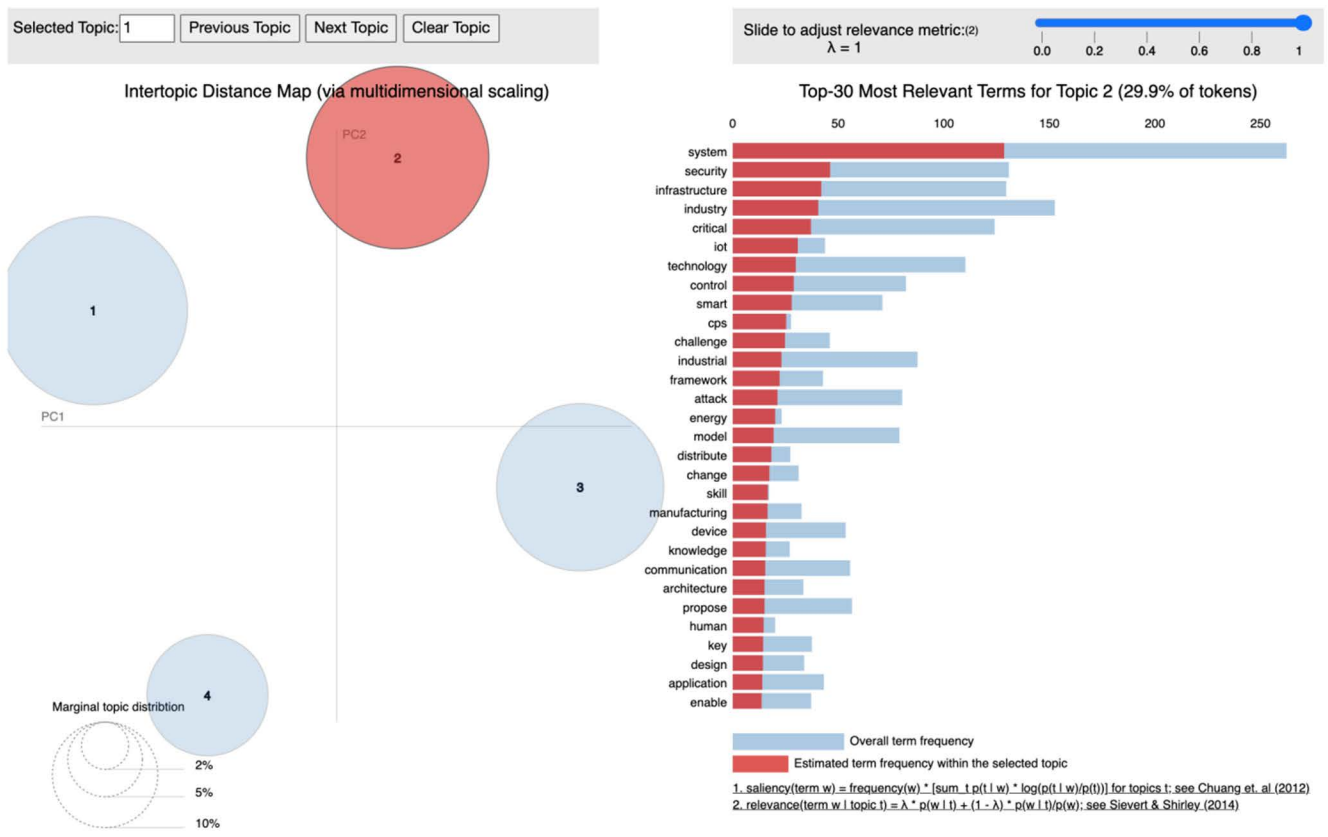 Selected Topic: 1 Previous Topic Next Topic Clear Topic
Slide to adjust relevance metric:(2)
λ = 1
0.0 0.2 0.4 0.6 0.8 1
Intertopic Distance Map (via multidimensional scaling)
PC2
2
1
PC1
3
4
Marginal topic distribtion
2%
5%
10%
Top-30 Most Relevant Terms for Topic 2 (29.9% of tokens)
0 50 100 150 200 250
system
security
infrastructure
industry
critical
iot
technology
control
smart
cps
challenge
industrial
framework
attack
energy
model
distribute
change
skill
manufacturing
device
knowledge
communication
architecture
propose
human
key
design
application
enable
Overall term frequency
Estimated term frequency within the selected topic
1. saliency(term w) = frequency(w) * [sum_t p(t | w) * log(p(t | w)/p(t))] for topics t; see Chuang et. al (2012)
2. relevance(term w | topic t) = λ * p(w | t) + (1 - λ) * p(w | t)/p(w); see Sievert & Shirley (2014)